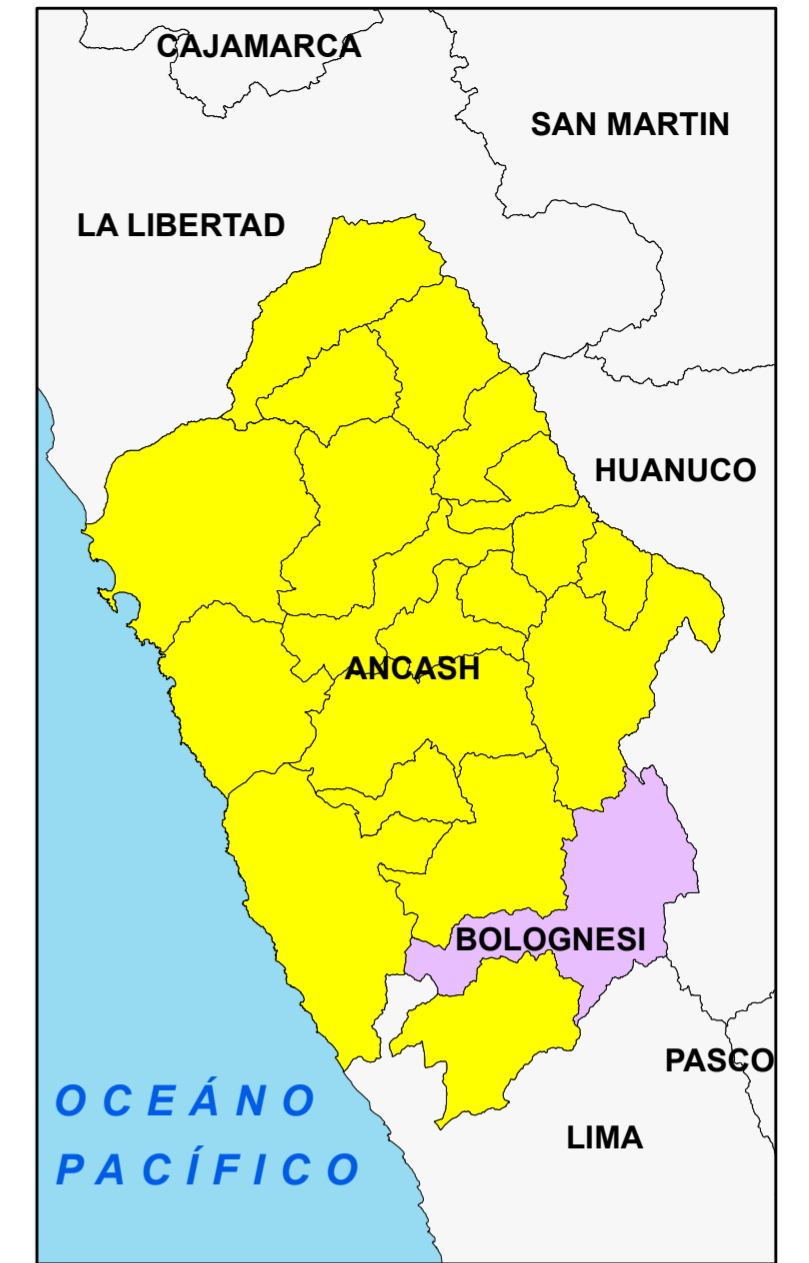 CAJAMARCA
SAN MARTIN
LA LIBERTAD
HUANUCO
ANCASH
BOLOGNESI
PASCO
OCEÁNO
PACÍFICO
LIMA